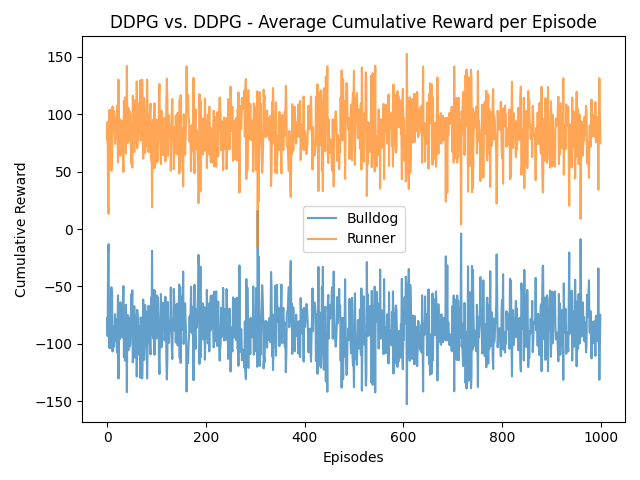 DDPG vs. DDPG - Average Cumulative Reward per Episode
Cumulative Reward
150
100
50
0
−50
−100
−150
Bulldog
Runner
0 200 400 600 800 1000
Episodes